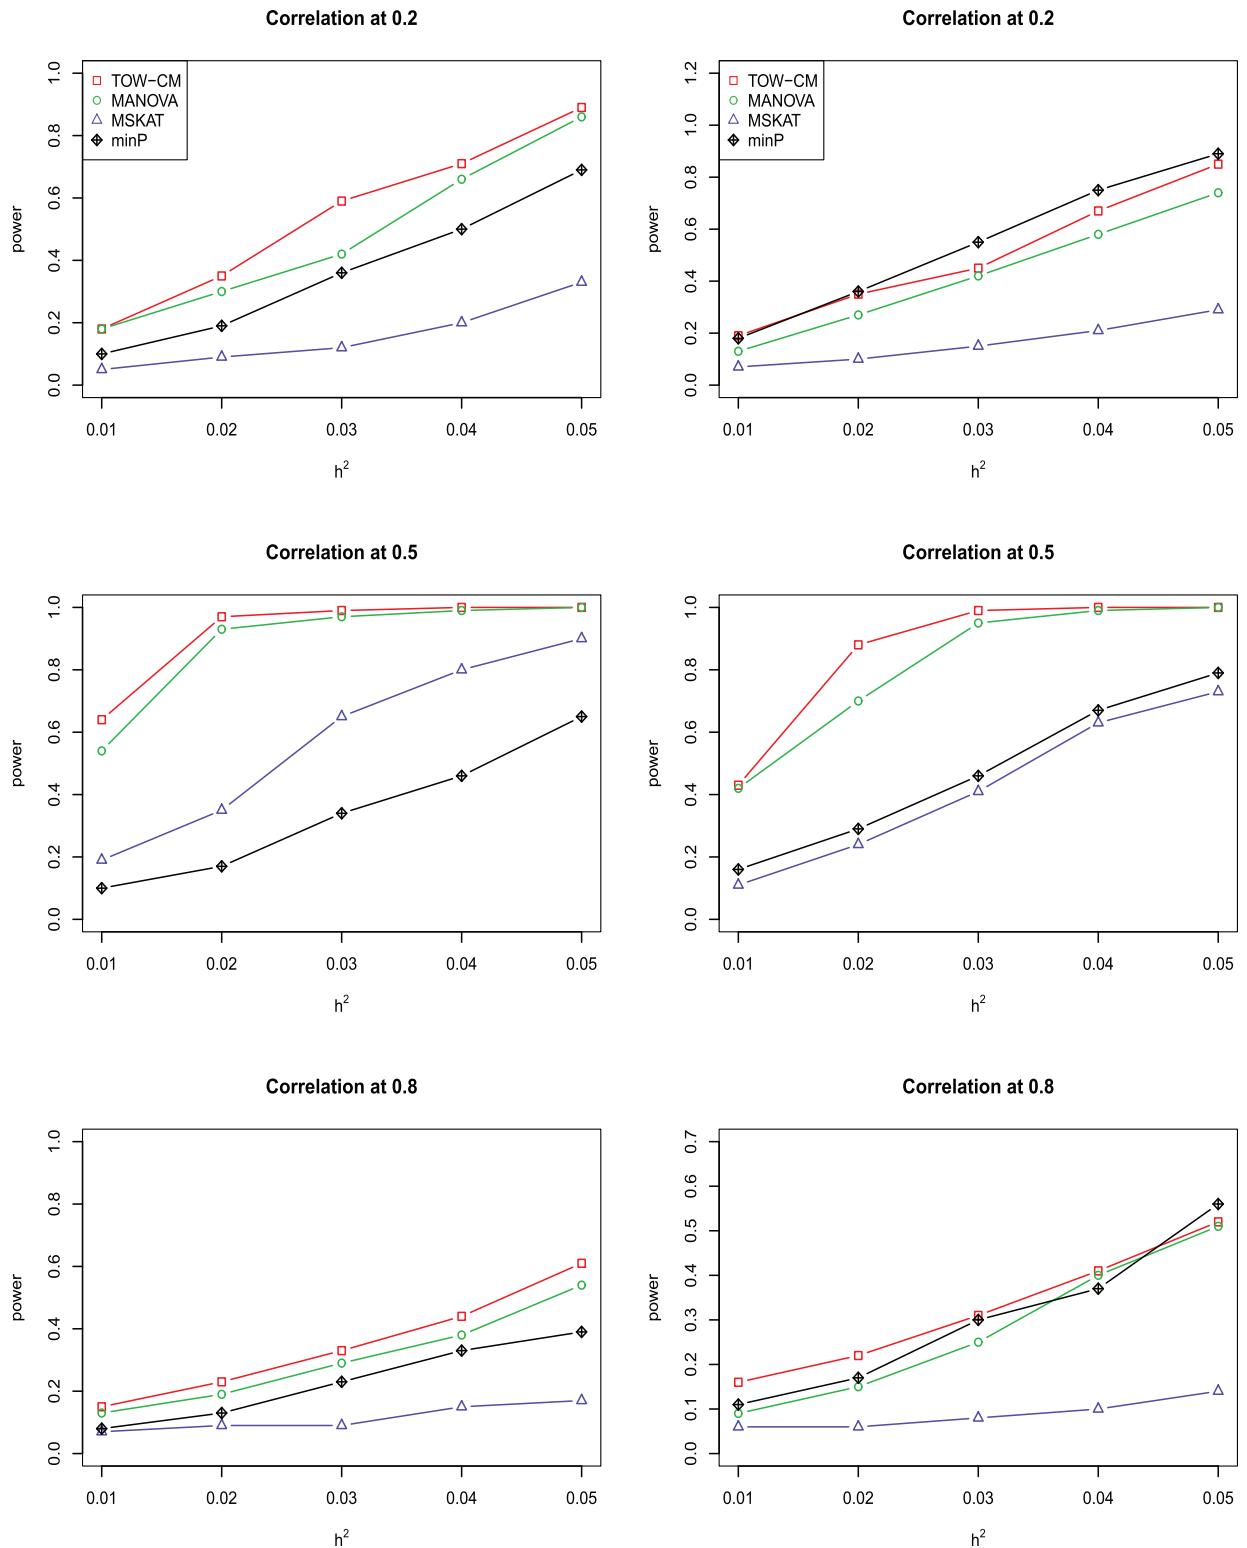 Correlation at 0.2
TOW−CM
MANOVA
MSKAT
minP
power
0.0 0.2 0.4 0.6 0.8 1.0
0.01 0.02 0.03 0.04 0.05
h²
Correlation at 0.2
TOW−CM
MANOVA
MSKAT
minP
power
0.0 0.2 0.4 0.6 0.8 1.0 1.2
0.01 0.02 0.03 0.04 0.05
h²
Correlation at 0.5
power
0.0 0.2 0.4 0.6 0.8 1.0
0.01 0.02 0.03 0.04 0.05
h²
Correlation at 0.5
power
0.0 0.2 0.4 0.6 0.8 1.0
0.01 0.02 0.03 0.04 0.05
h²
Correlation at 0.8
power
0.0 0.2 0.4 0.6 0.8 1.0
0.01 0.02 0.03 0.04 0.05
h²
Correlation at 0.8
power
0.0 0.1 0.2 0.3 0.4 0.5 0.6 0.7
0.01 0.02 0.03 0.04 0.05
h²